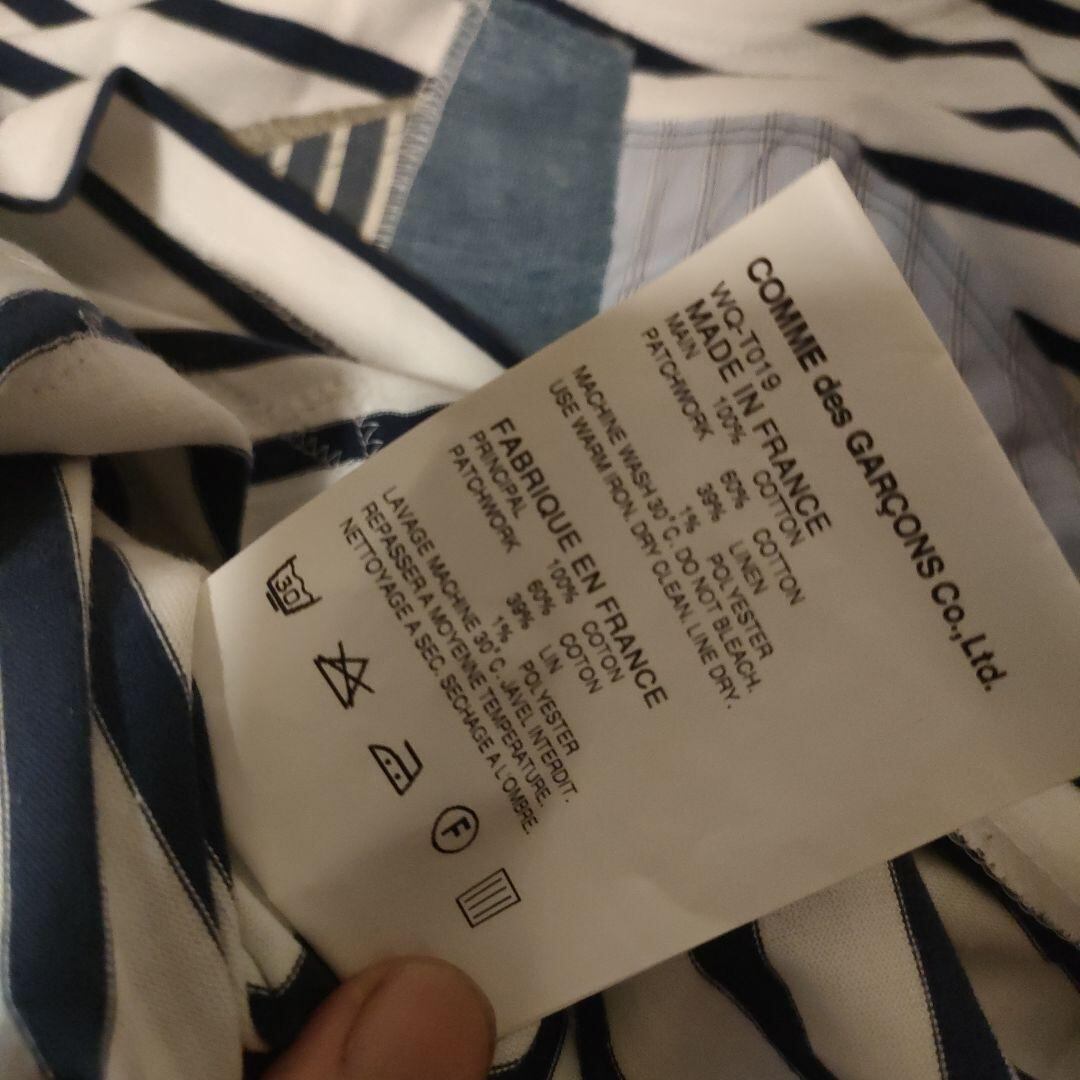 COMME des GARÇONS Co., Ltd.
WQ-T019
MADE IN FRANCE
MAIN 100% COTTON
PATCHWORK 60% COTTON
39% LINEN
1% POLYESTER
MACHINE WASH 30°C. DO NOT BLEACH.
USE WARM IRON. DRY CLEAN. LINE DRY.
FABRIQUE EN FRANCE
PRINCIPAL 100% COTON
PATCHWORK 60% COTON
39% LIN
1% POLYESTER
LAVAGE MACHINE 30°C. JAVEL INTERDIT.
REPASSER A MOYENNE TEMPERATURE.
NETTOYAGE A SEC. SECHAGE A L'OMBRE.
30
F